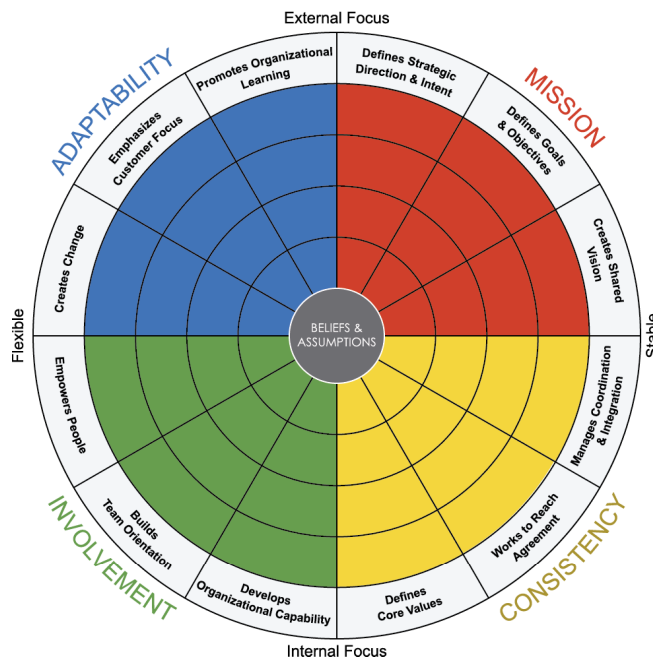 External Focus
ADAPTABILITY
MISSION
Promotes Organizational
Learning
Defines Strategic
Direction & Intent
Emphasizes
Customer Focus
Defines Goals
& Objectives
Creates Change
Creates Shared
Vision
Flexible
BELIEFS &
ASSUMPTIONS
Stable
Empowers People
Manages Coordination
& Integration
Builds
Team Orientation
Works to Reach
Agreement
Develops
Organizational Capability
Defines
Core Values
INVOLVEMENT
CONSISTENCY
Internal Focus